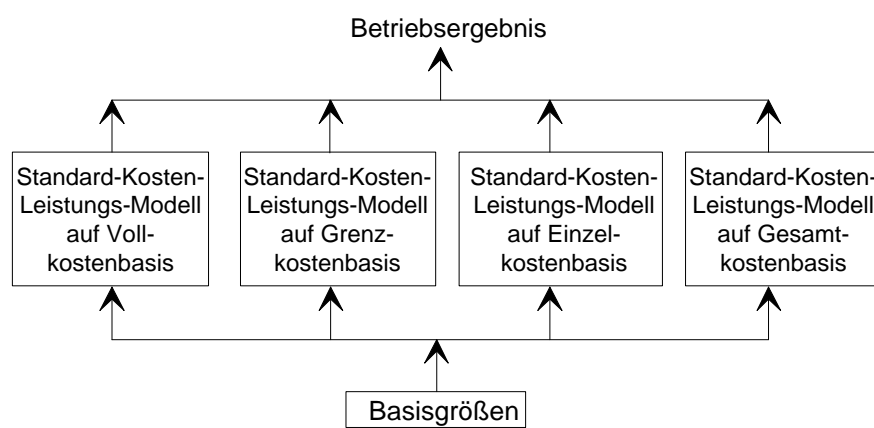 Betriebsergebnis
Standard-Kosten-
Leistungs-Modell
auf Voll-
kostenbasis
Standard-Kosten-
Leistungs-Modell
auf Grenz-
kostenbasis
Standard-Kosten-
Leistungs-Modell
auf Einzel-
kostenbasis
Standard-Kosten-
Leistungs-Modell
auf Gesamt-
kostenbasis
Basisgrößen